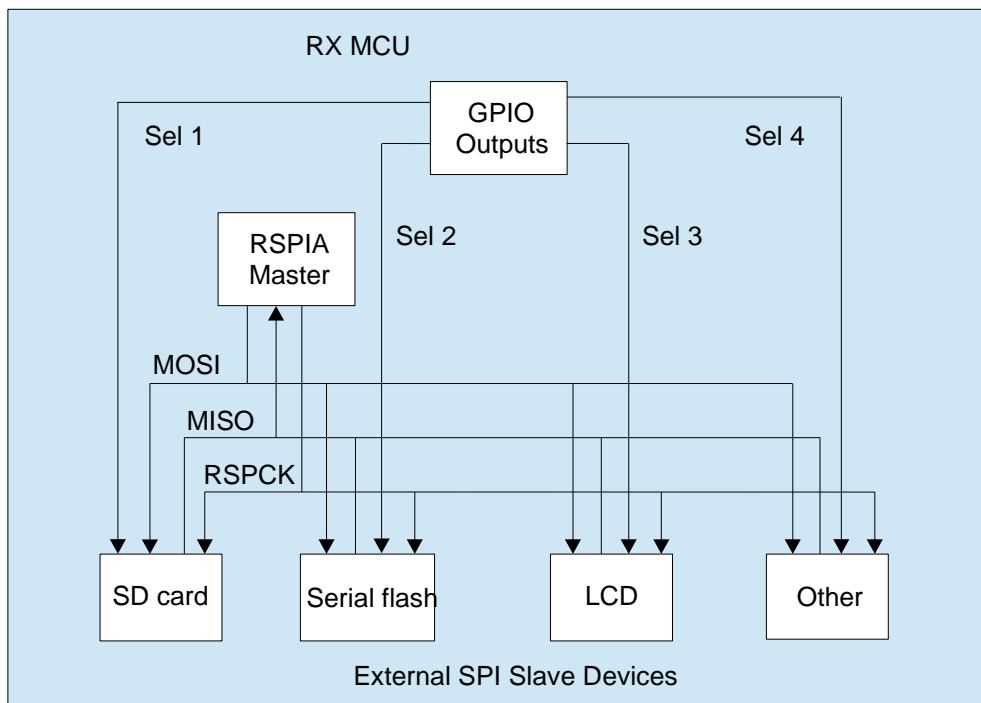 RX MCU
GPIO
Outputs
Sel 1
Sel 4
Sel 2
Sel 3
RSPIA
Master
MOSI
MISO
RSPCK
SD card
Serial flash
LCD
Other
External SPI Slave Devices